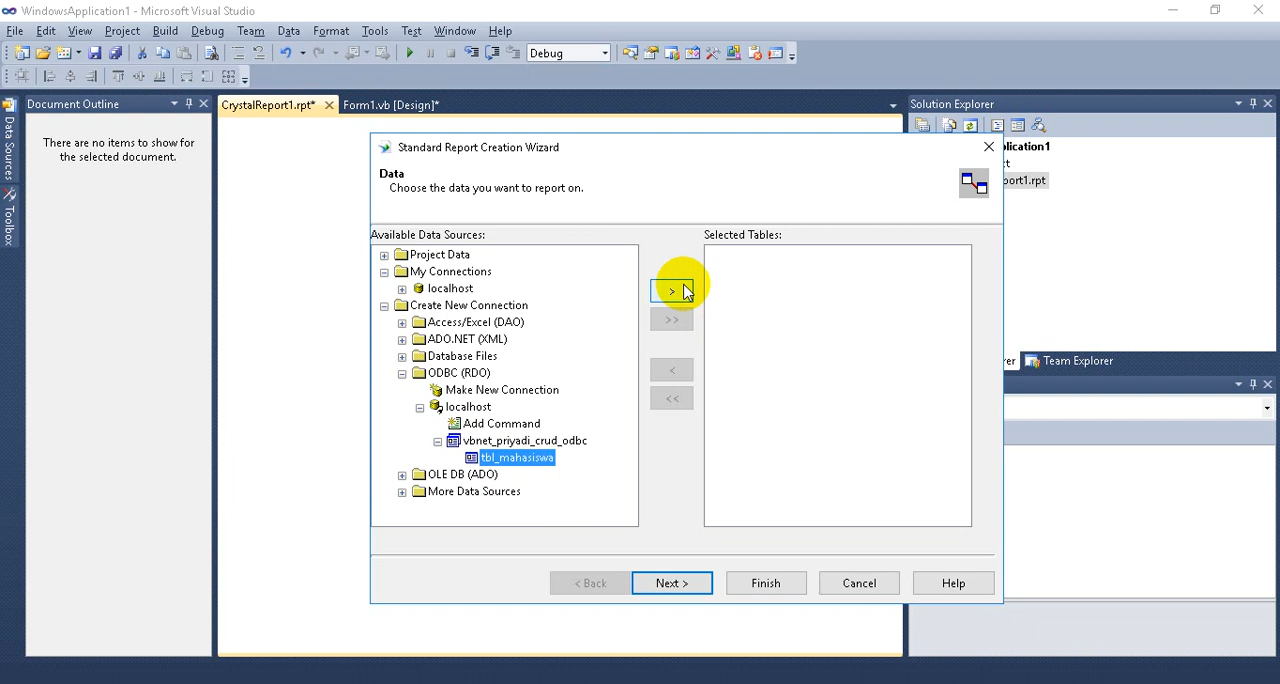 WindowsApplication1 - Microsoft Visual Studio
File Edit View Project Build Debug Team Data Format Tools Test Window Help
Debug
Document Outline
CrystalReport1.rpt*
Form1.vb [Design]*
Solution Explorer
Data Sources
Toolbox
There are no items to show for
the selected document.
Standard Report Creation Wizard
plication1
ct
port1.rpt
Data
Choose the data you want to report on.
Available Data Sources:
Selected Tables:
Project Data
My Connections
localhost
Create New Connection
Access/Excel (DAO)
ADO.NET (XML)
Database Files
ODBC (RDO)
Make New Connection
localhost
Add Command
vbnet_priyadi_crud_odbc
tbl_mahasiswa
OLE DB (ADO)
More Data Sources
>
>>
<
<<
rer
Team Explorer
< Back
Next >
Finish
Cancel
Help